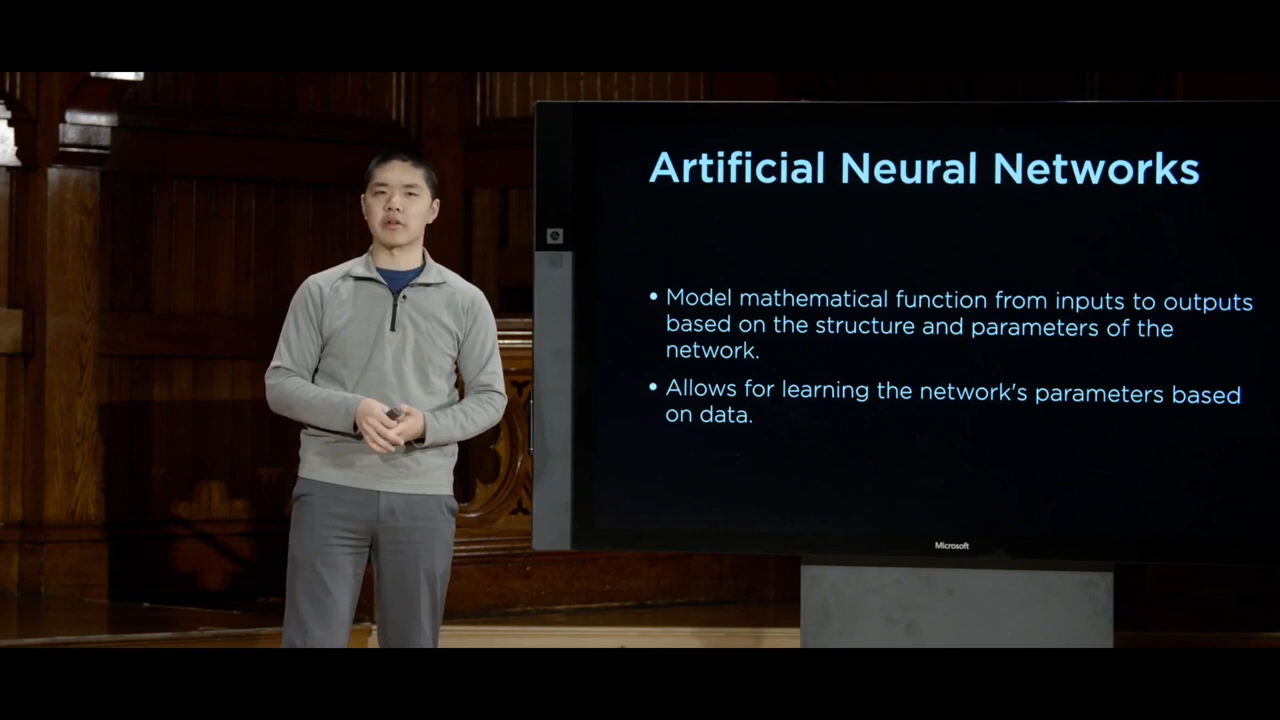 Artificial Neural Networks
• Model mathematical function from inputs to outputs
based on the structure and parameters of the
network.
• Allows for learning the network's parameters based
on data.
Microsoft